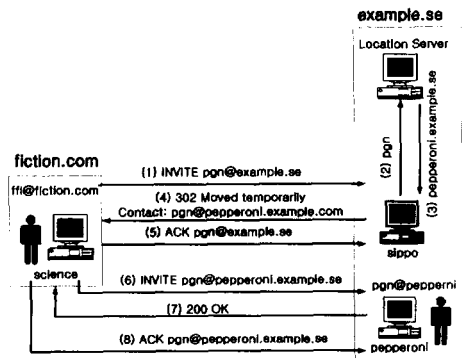 example.se
Location Server
(2) pgn
(3) pepperoni.example.se
fiction.com
ffl@fiction.com
(1) INVITE pgn@example.se
(4) 302 Moved temporarily
Contact: pgn@pepperoni.example.com
(5) ACK pgn@example.se
sippo
science
(6) INVITE pgn@pepperoni.example.se
pgn@pepperni
(7) 200 OK
(8) ACK pgn@pepperoni.example.se
pepperoni